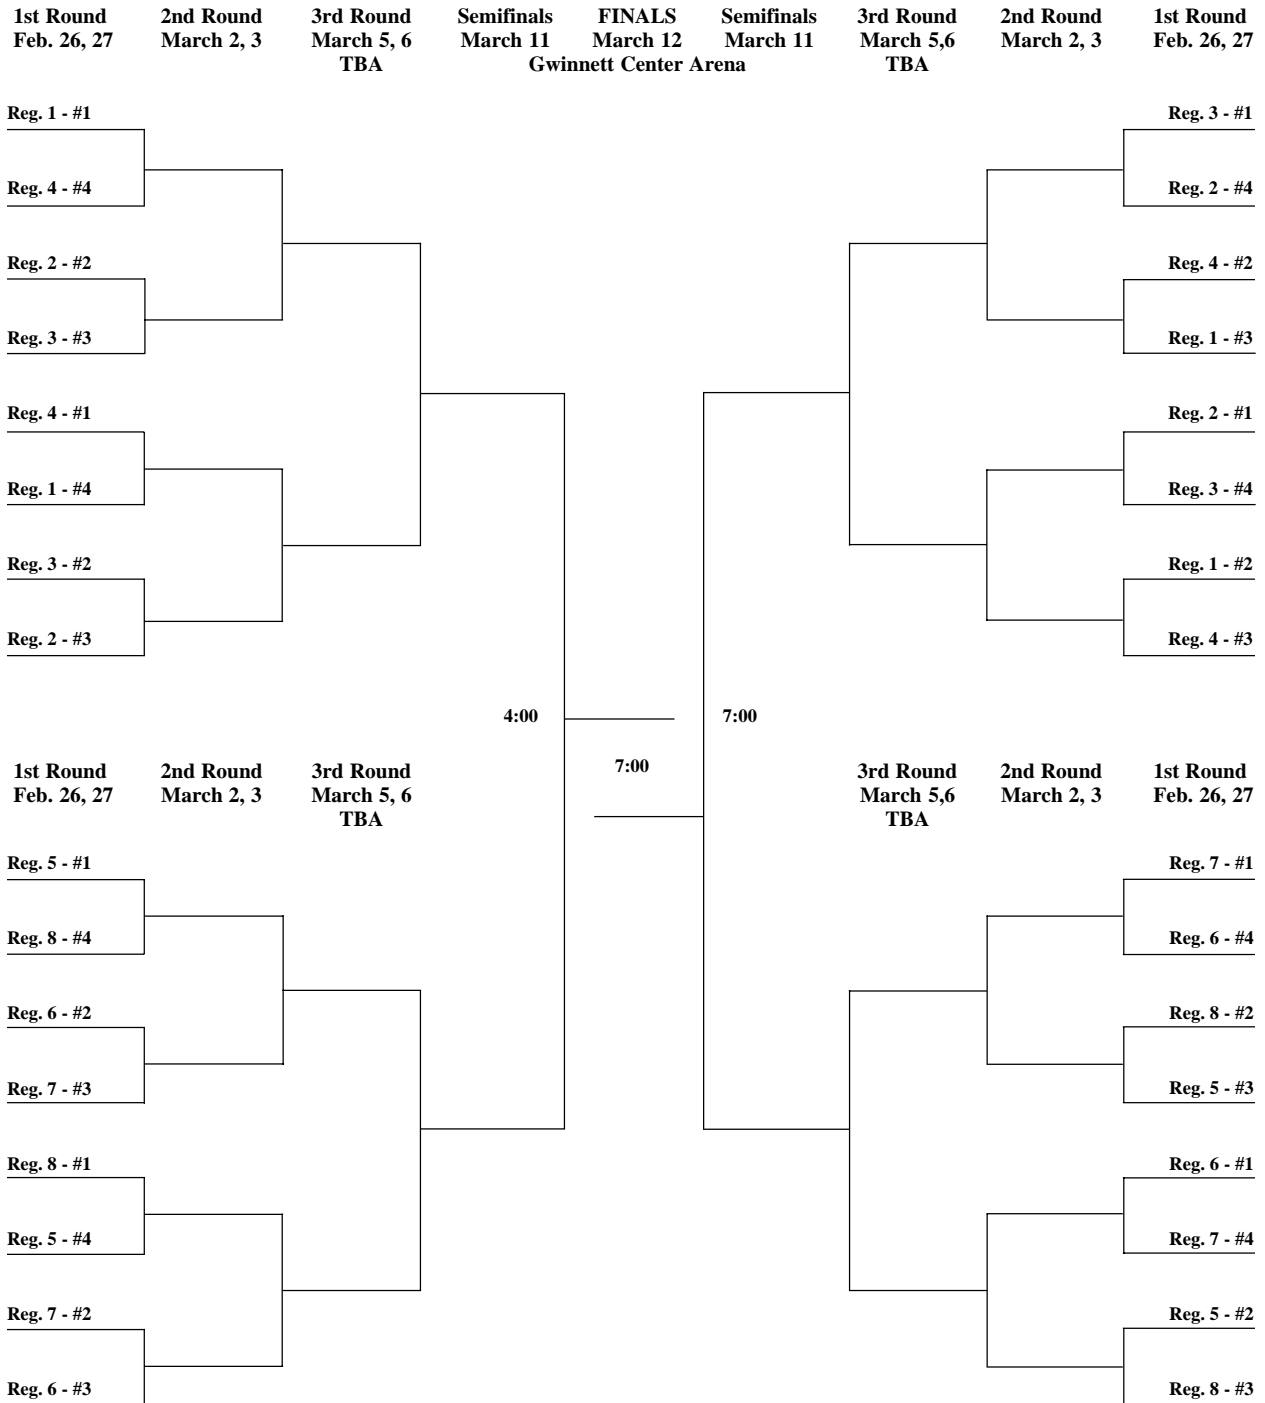 1st Round 2nd Round 3rd Round Semifinals FINALS Semifinals 3rd Round 2nd Round 1st Round
Feb. 26, 27 March 2, 3 March 5, 6 March 11 March 12 March 11 March 5,6 March 2, 3 Feb. 26, 27
TBA Gwinnett Center Arena TBA
Reg. 1 - #1 Reg. 3 - #1
Reg. 4 - #4 Reg. 2 - #4
Reg. 2 - #2 Reg. 4 - #2
Reg. 3 - #3 Reg. 1 - #3
Reg. 4 - #1 Reg. 2 - #1
Reg. 1 - #4 Reg. 3 - #4
Reg. 3 - #2 Reg. 1 - #2
Reg. 2 - #3 Reg. 4 - #3
4:00 7:00
7:00
1st Round 2nd Round 3rd Round 3rd Round 2nd Round 1st Round
Feb. 26, 27 March 2, 3 March 5, 6 March 5,6 March 2, 3 Feb. 26, 27
TBA TBA
Reg. 5 - #1 Reg. 7 - #1
Reg. 8 - #4 Reg. 6 - #4
Reg. 6 - #2 Reg. 8 - #2
Reg. 7 - #3 Reg. 5 - #3
Reg. 8 - #1 Reg. 6 - #1
Reg. 5 - #4 Reg. 7 - #4
Reg. 7 - #2 Reg. 5 - #2
Reg. 6 - #3 Reg. 8 - #3